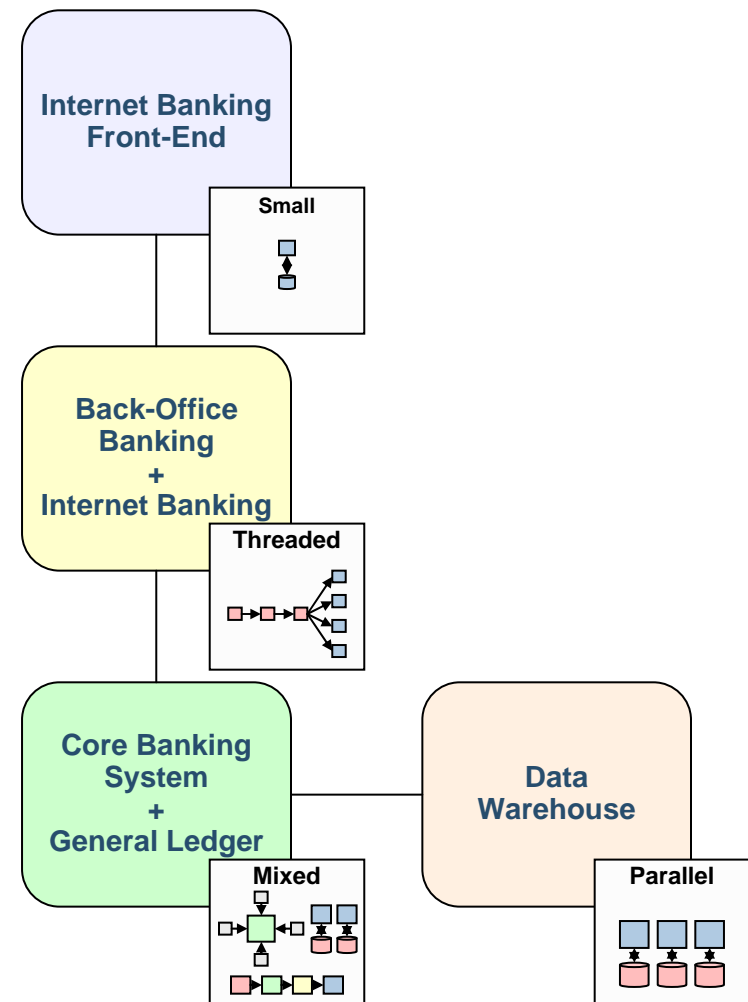 Internet Banking
Front-End
Small
Back-Office
Banking
+
Internet Banking
Threaded
Core Banking
System
+
General Ledger
Mixed
Data
Warehouse
Parallel